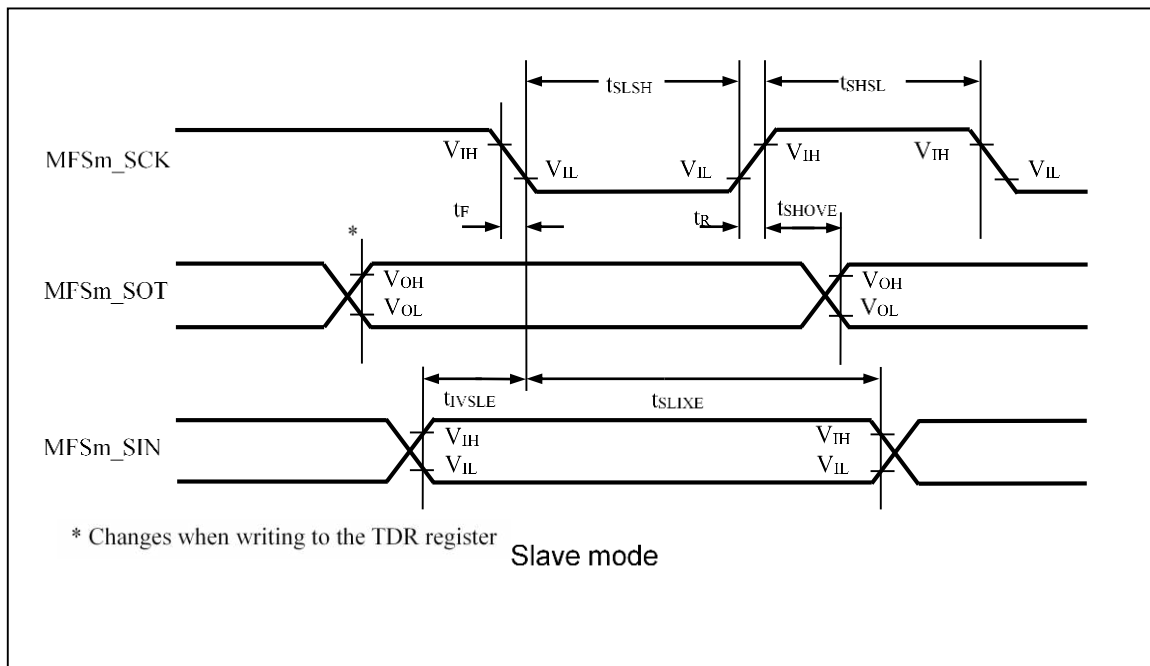 tSLSH
tSHSL
MFSm_SCK
VIH
VIL
VIL
VIH
VIH
VIL
tF
tR
tSHOVE
*
MFSm_SOT
VOH
VOL
VOH
VOL
tIVSLE
tSLIXE
MFSm_SIN
VIH
VIL
VIH
VIL
* Changes when writing to the TDR register
Slave mode